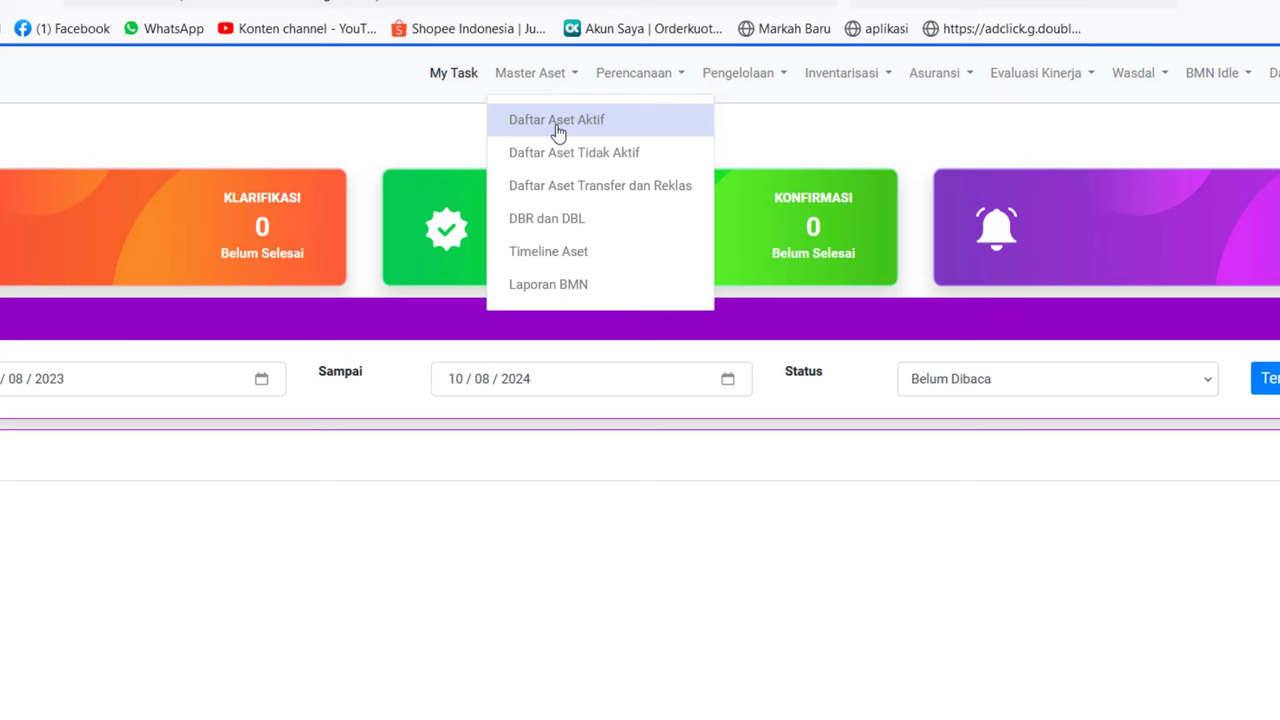 (1) Facebook WhatsApp Konten channel - YouT... Shopee Indonesia | Ju... Akun Saya | Orderkuot... Markah Baru aplikasi https://adclick.g.doubl...
My Task Master Aset Perencanaan Pengelolaan Inventarisasi Asuransi Evaluasi Kinerja Wasdal BMN Idle
Daftar Aset Aktif
Daftar Aset Tidak Aktif
Daftar Aset Transfer dan Reklas
DBR dan DBL
Timeline Aset
Laporan BMN
KLARIFIKASI
0
Belum Selesai
KONFIRMASI
0
Belum Selesai
/ 08 / 2023 Sampai 10 / 08 / 2024 Status Belum Dibaca